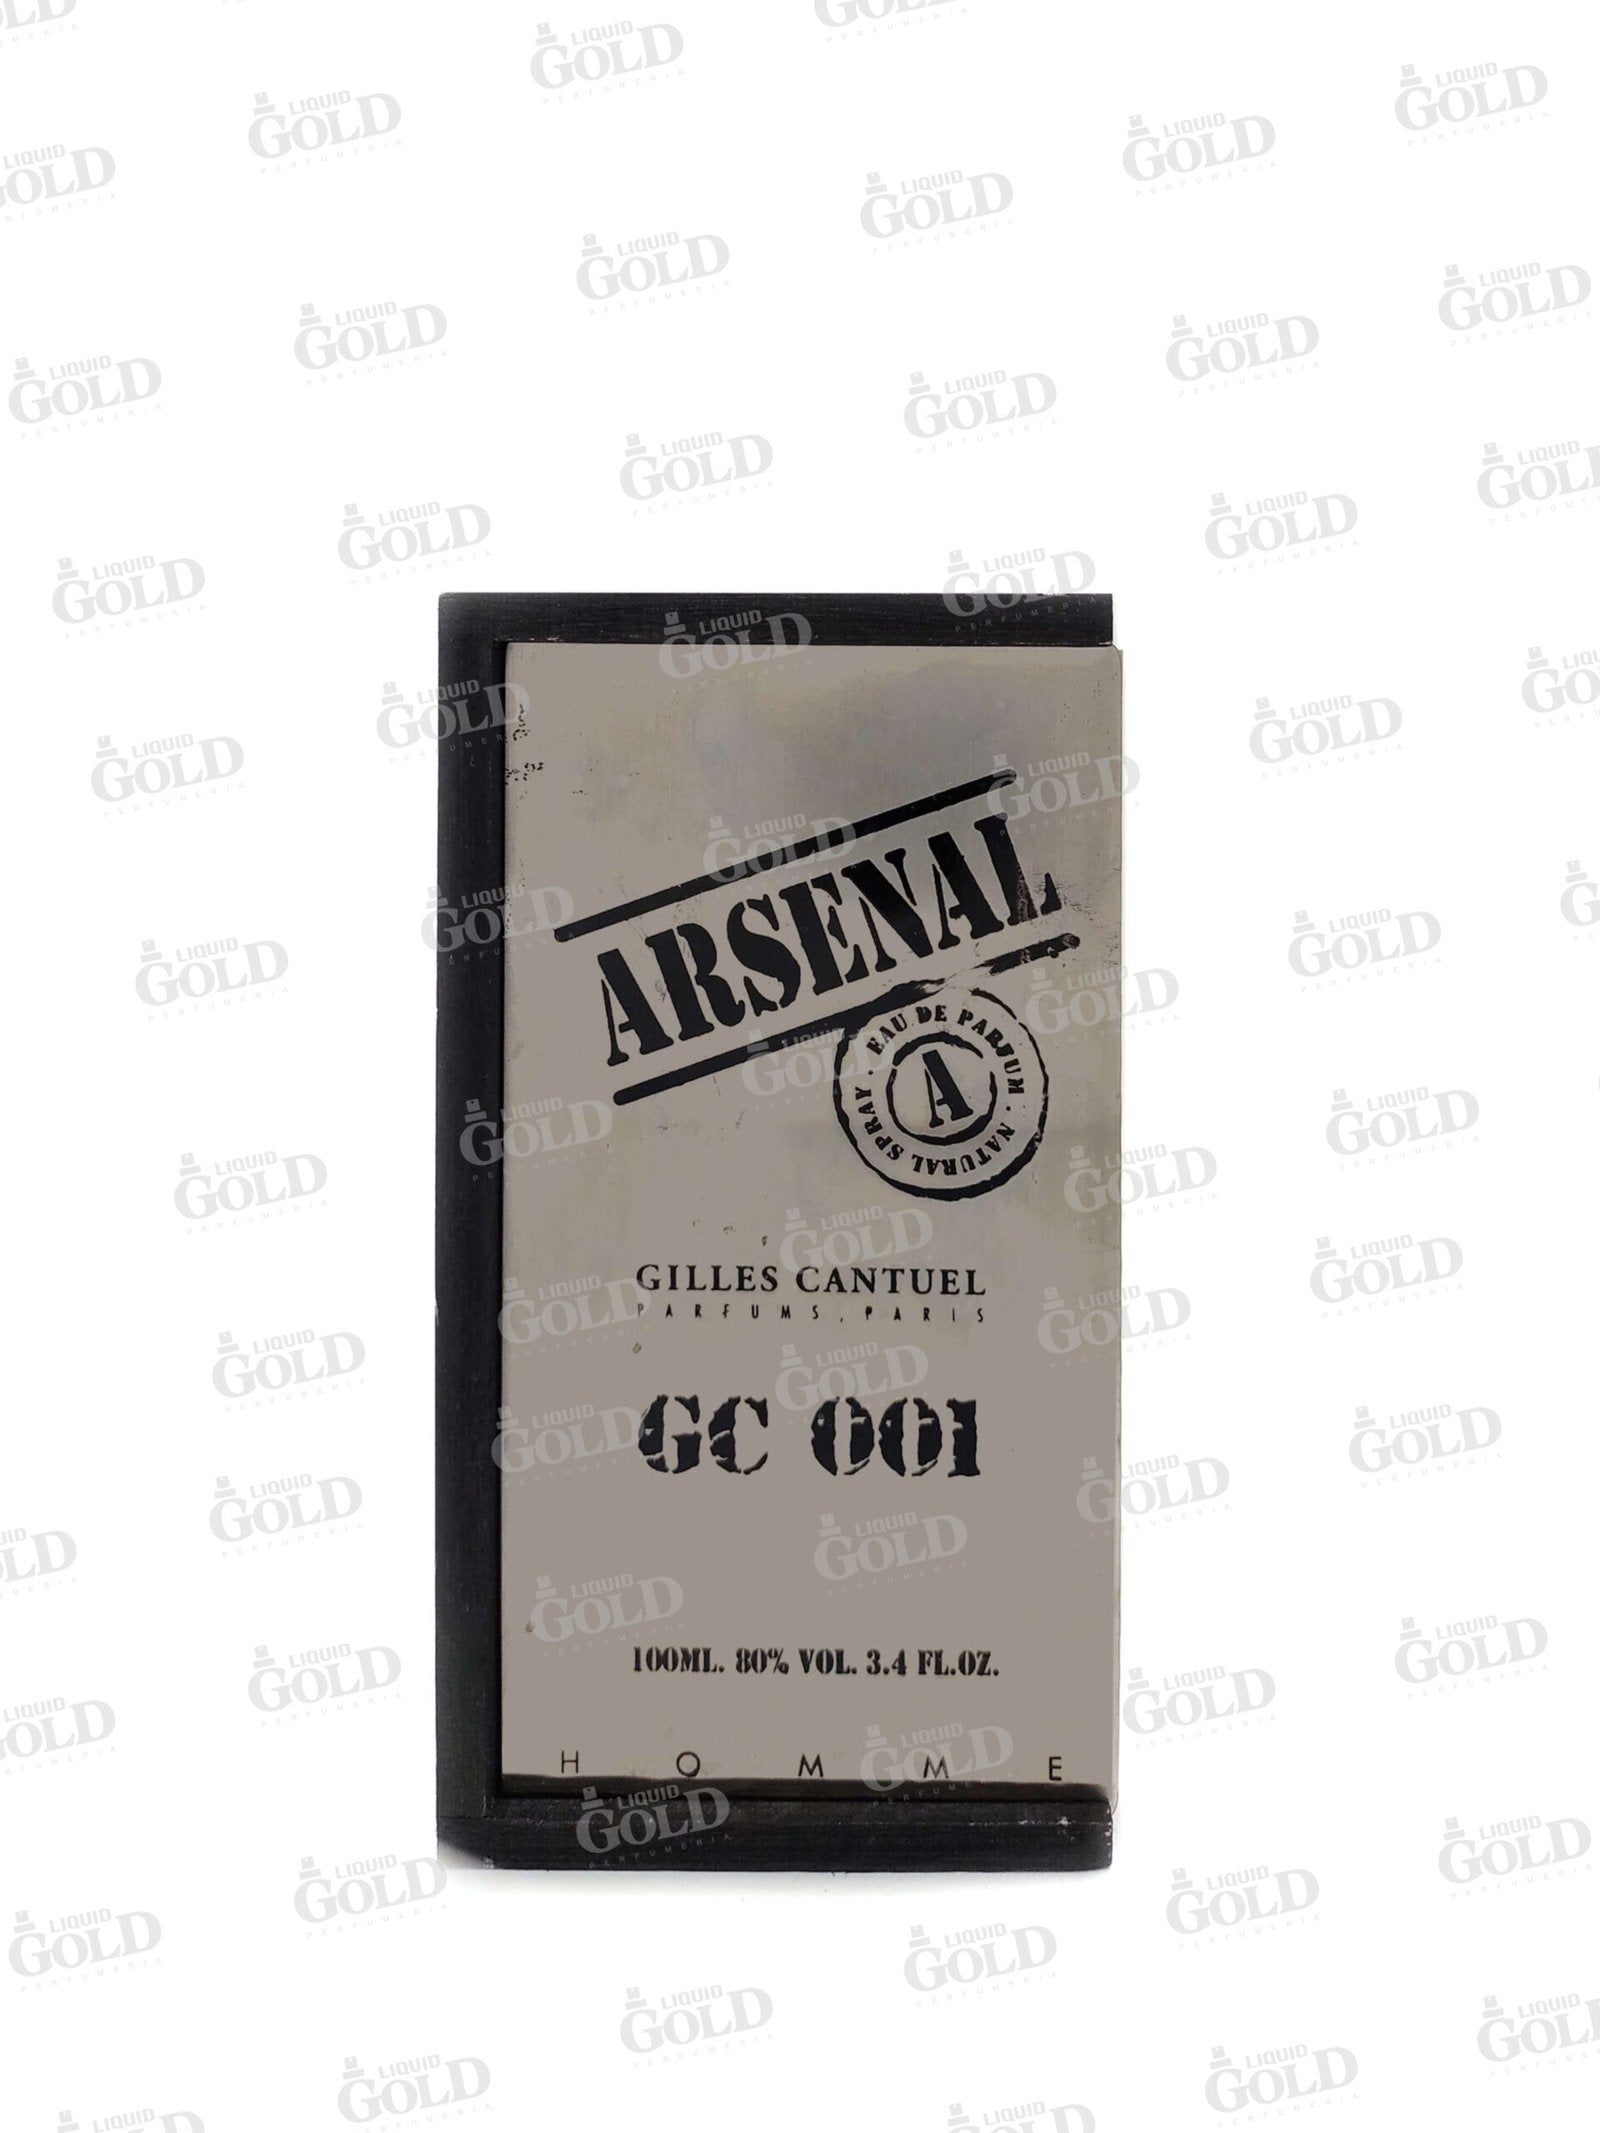 ARSENAL
EAU DE PARFUM · NATURAL SPRAY ·
A
GILLES CANTUEL
PARFUMS, PARIS
GC 001
100ML. 80% VOL. 3.4 FL.OZ.
HOMME
LIQUID
GOLD
PERFUMERIA